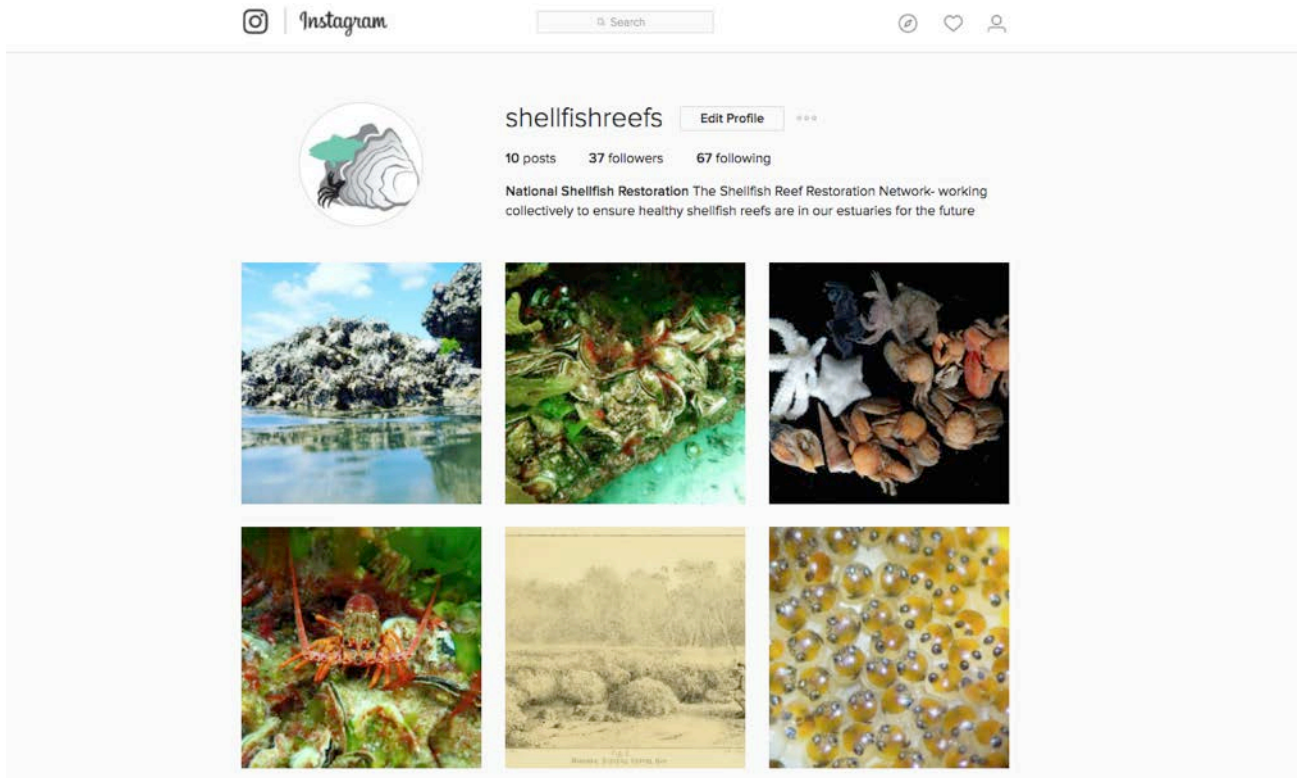 Instagram
Search
shellfishreefs Edit Profile
10 posts 37 followers 67 following
National Shellfish Restoration The Shellfish Reef Restoration Network- working
collectively to ensure healthy shellfish reefs are in our estuaries for the future